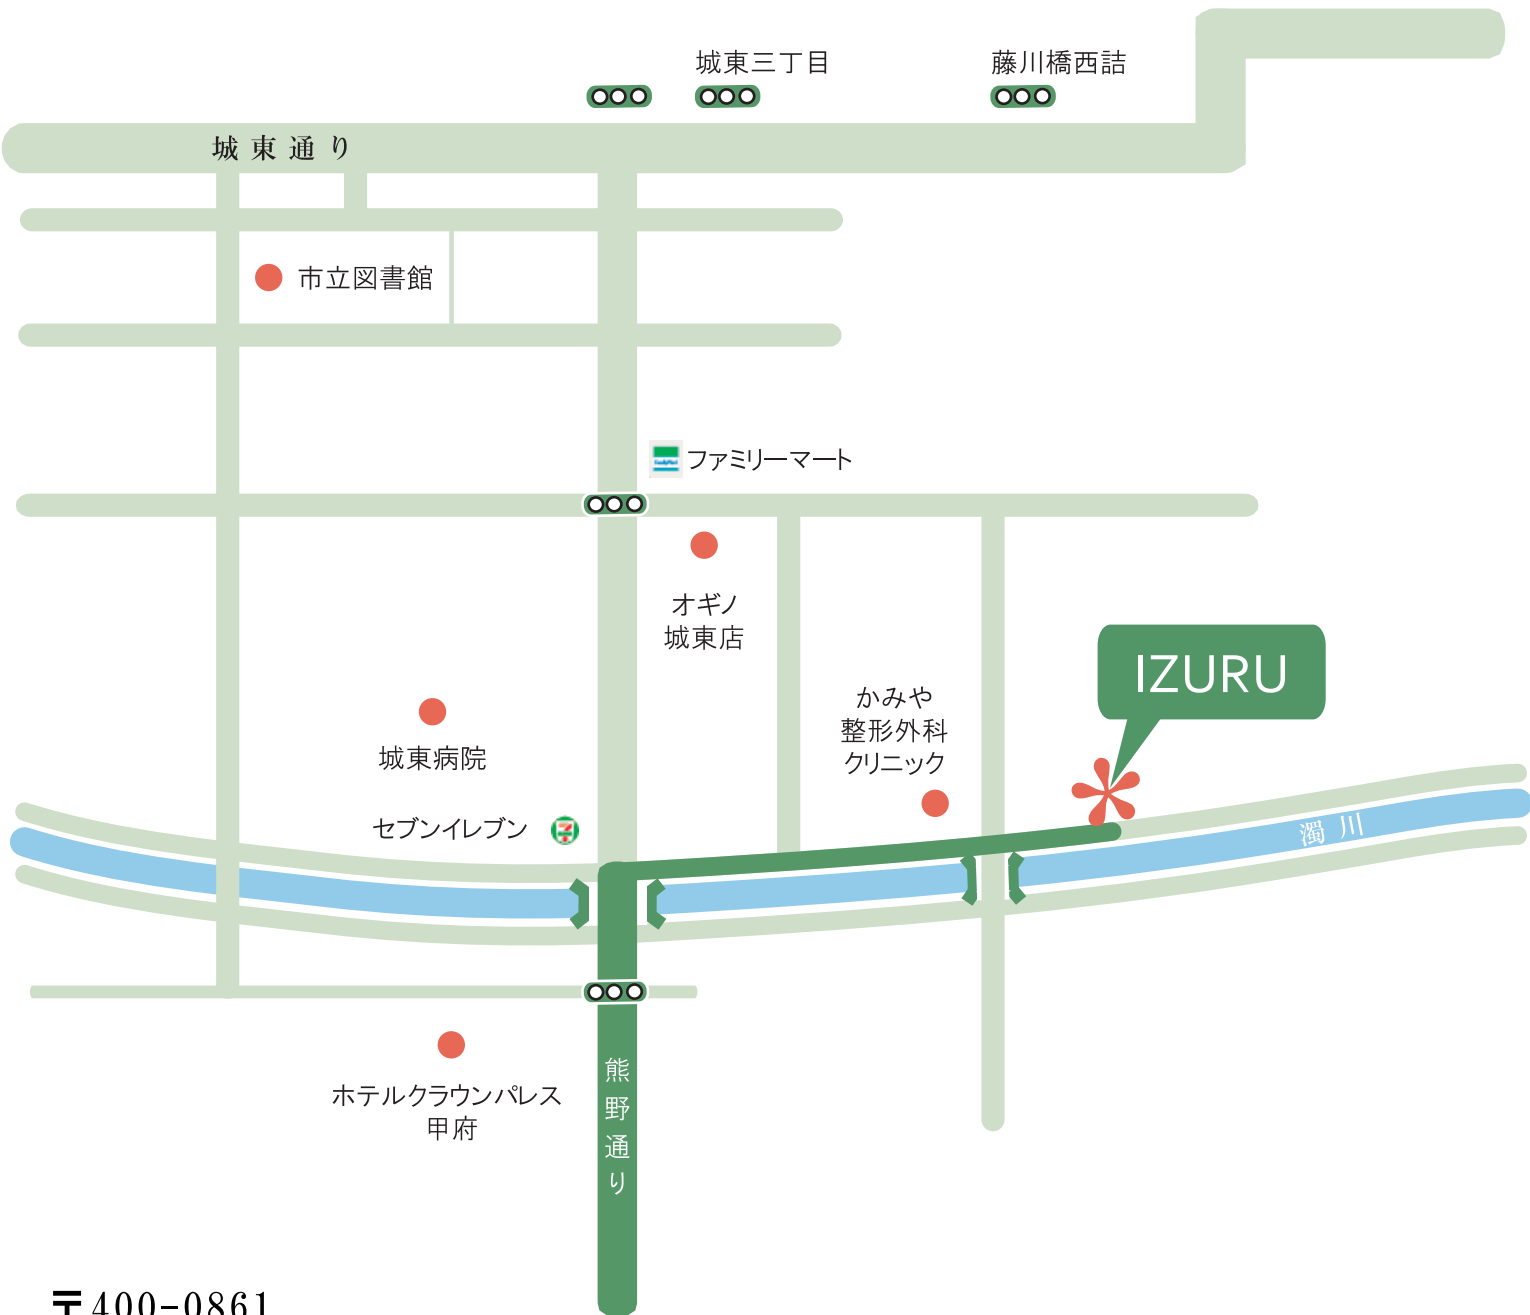 城東三丁目
藤川橋西詰
城東通り
市立図書館
ファミリーマート
オギノ
城東店
IZURU
かみや
整形外科
クリニック
城東病院
セブンイレブン
濁川
ホテルクラウンパレス
甲府
熊野通り
〒400-0861